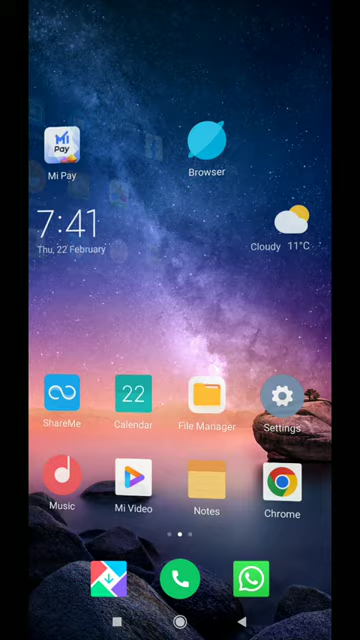 Mi
Pay
Mi Pay
Browser
7:41
Thu, 22 February
Cloudy 11°C
22
ShareMe
Calendar
File Manager
Settings
Music
Mi Video
Notes
Chrome